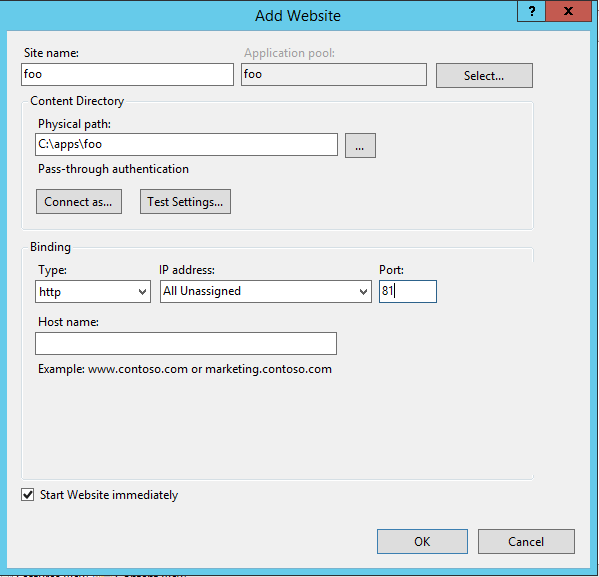 Add Website
?
x
Site name:
Application pool:
foo
foo
Select...
Content Directory
Physical path:
C:\apps\foo
...
Pass-through authentication
Connect as...
Test Settings...
Binding
Type:
IP address:
Port:
http
All Unassigned
81
Host name:
Example: www.contoso.com or marketing.contoso.com
Start Website immediately
OK
Cancel